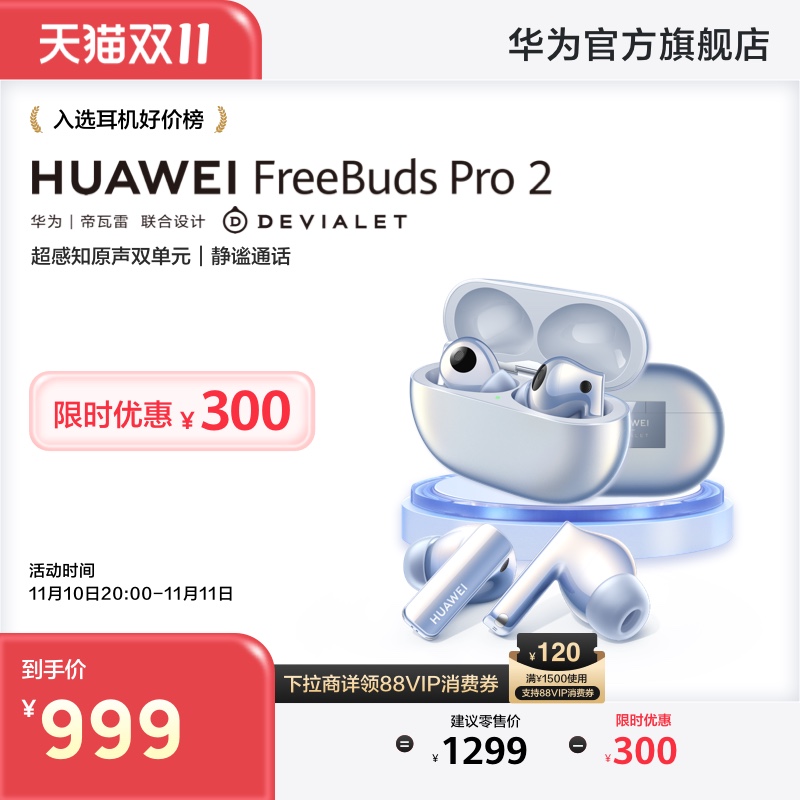 天猫双11
华为官方旗舰店
入选耳机好价榜
HUAWEI FreeBuds Pro 2
华为 | 帝瓦雷 联合设计 DEVIALET
超感知原声双单元 | 静谧通话
限时优惠 ¥300
HUAWEI
活动时间
11月10日20:00-11月11日
到手价
¥999
下拉商详领88VIP消费券
¥120
满¥1500使用
支持88VIP消费券
= 建议零售价 - 限时优惠
¥1299 ¥300